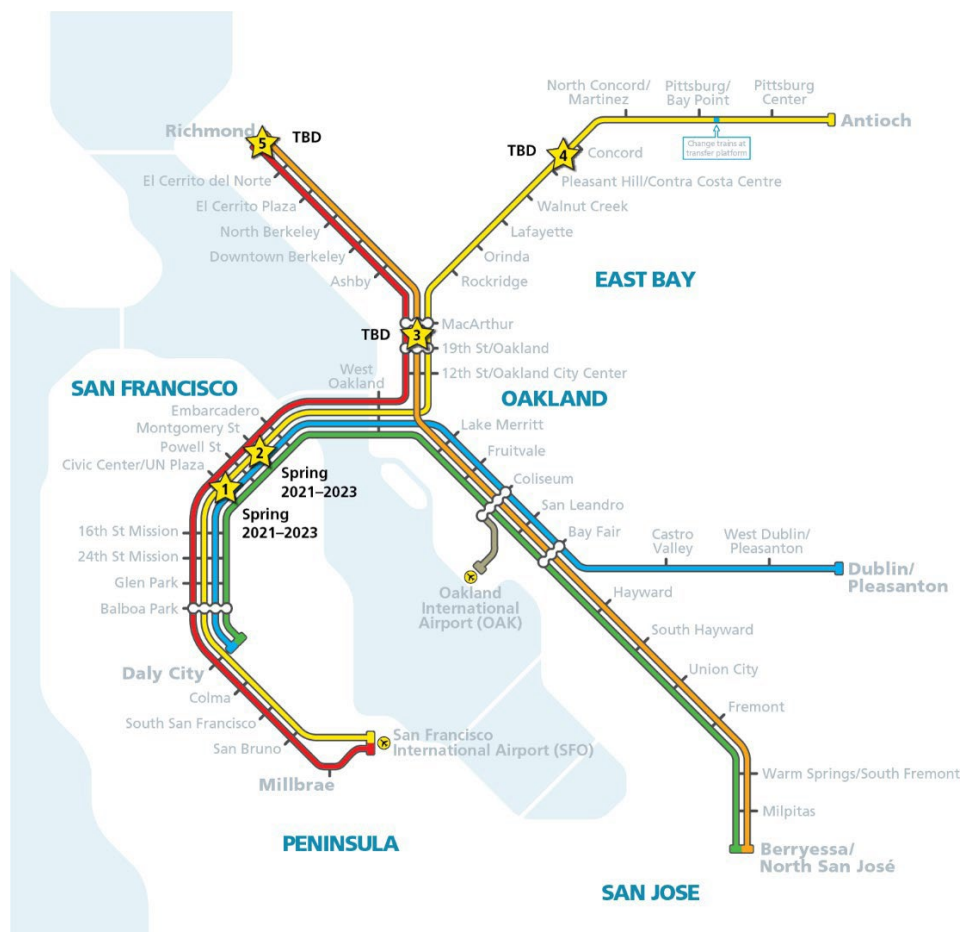 North Concord/
Martinez
Pittsburg/
Bay Point
Pittsburg
Center
Antioch
Change trains at
transfer platform
Richmond
5
TBD
TBD
4
Concord
Pleasant Hill/Contra Costa Centre
El Cerrito del Norte
Walnut Creek
El Cerrito Plaza
Lafayette
North Berkeley
Orinda
Downtown Berkeley
Rockridge
Ashby
EAST BAY
MacArthur
TBD
3
19th St/Oakland
12th St/Oakland City Center
West
Oakland
SAN FRANCISCO
OAKLAND
Embarcadero
Montgomery St
Powell St
Civic Center/UN Plaza
2
Spring
2021–2023
1
Spring
2021–2023
Lake Merritt
Fruitvale
Coliseum
San Leandro
Bay Fair
Castro
Valley
West Dublin/
Pleasanton
Dublin/
Pleasanton
16th St Mission
24th St Mission
Glen Park
Balboa Park
Oakland
International
Airport (OAK)
Hayward
South Hayward
Union City
Fremont
Daly City
Colma
South San Francisco
San Bruno
San Francisco
International Airport (SFO)
Millbrae
Warm Springs/South Fremont
Milpitas
PENINSULA
Berryessa/
North San José
SAN JOSE